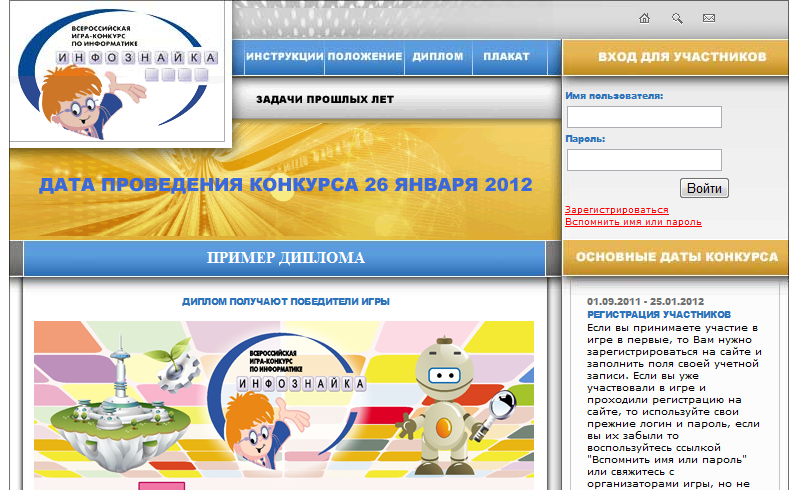 ВСЕРОССИЙСКАЯ
ИГРА-КОНКУРС
ПО ИНФОРМАТИКЕ
ИНФОЗНАЙКА
ИНСТРУКЦИИ
ПОЛОЖЕНИЕ
ДИПЛОМ
ПЛАКАТ
ВХОД ДЛЯ УЧАСТНИКОВ
ЗАДАЧИ ПРОШЛЫХ ЛЕТ
Имя пользователя:
Пароль:
Войти
Зарегистрироваться
Вспомнить имя или пароль
ДАТА ПРОВЕДЕНИЯ КОНКУРСА 26 ЯНВАРЯ 2012
ПРИМЕР ДИПЛОМА
ДИПЛОМ ПОЛУЧАЮТ ПОБЕДИТЕЛИ ИГРЫ
ВСЕРОССИЙСКАЯ
ИГРА-КОНКУРС
ПО ИНФОРМАТИКЕ
ИНФОЗНАЙКА
ОСНОВНЫЕ ДАТЫ КОНКУРСА
01.09.2011 - 25.01.2012
РЕГИСТРАЦИЯ УЧАСТНИКОВ
Если вы принимаете участие в
игре в первые, то Вам нужно
зарегистрироваться на сайте и
заполнить поля своей учетной
записи. Если вы уже
участвовали в игре и
проходили регистрацию на
сайте, то используйте свои
прежние логин и пароль, если
вы их забыли то
воспользуйтесь ссылкой
"Вспомнить имя или пароль"
или свяжитесь с
организаторами игры, но не